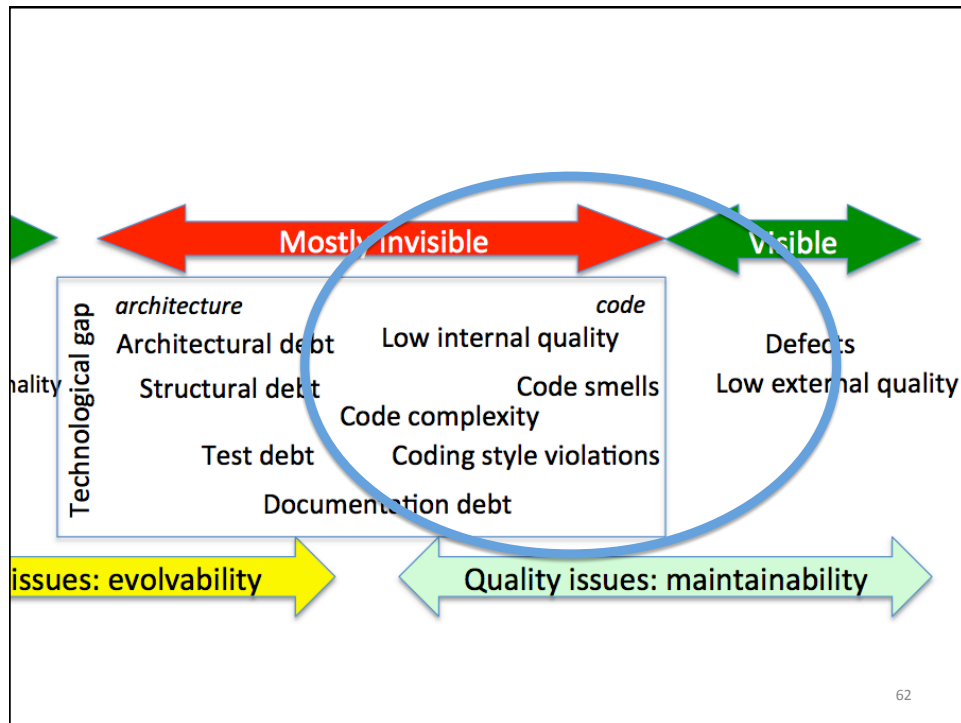 Mostly invisible
Visible
architecture
code
Technological gap
Architectural debt
Low internal quality
Defects
nality
Structural debt
Code smells
Low external quality
Code complexity
Test debt
Coding style violations
Documentation debt
issues: evolvability
Quality issues: maintainability
62